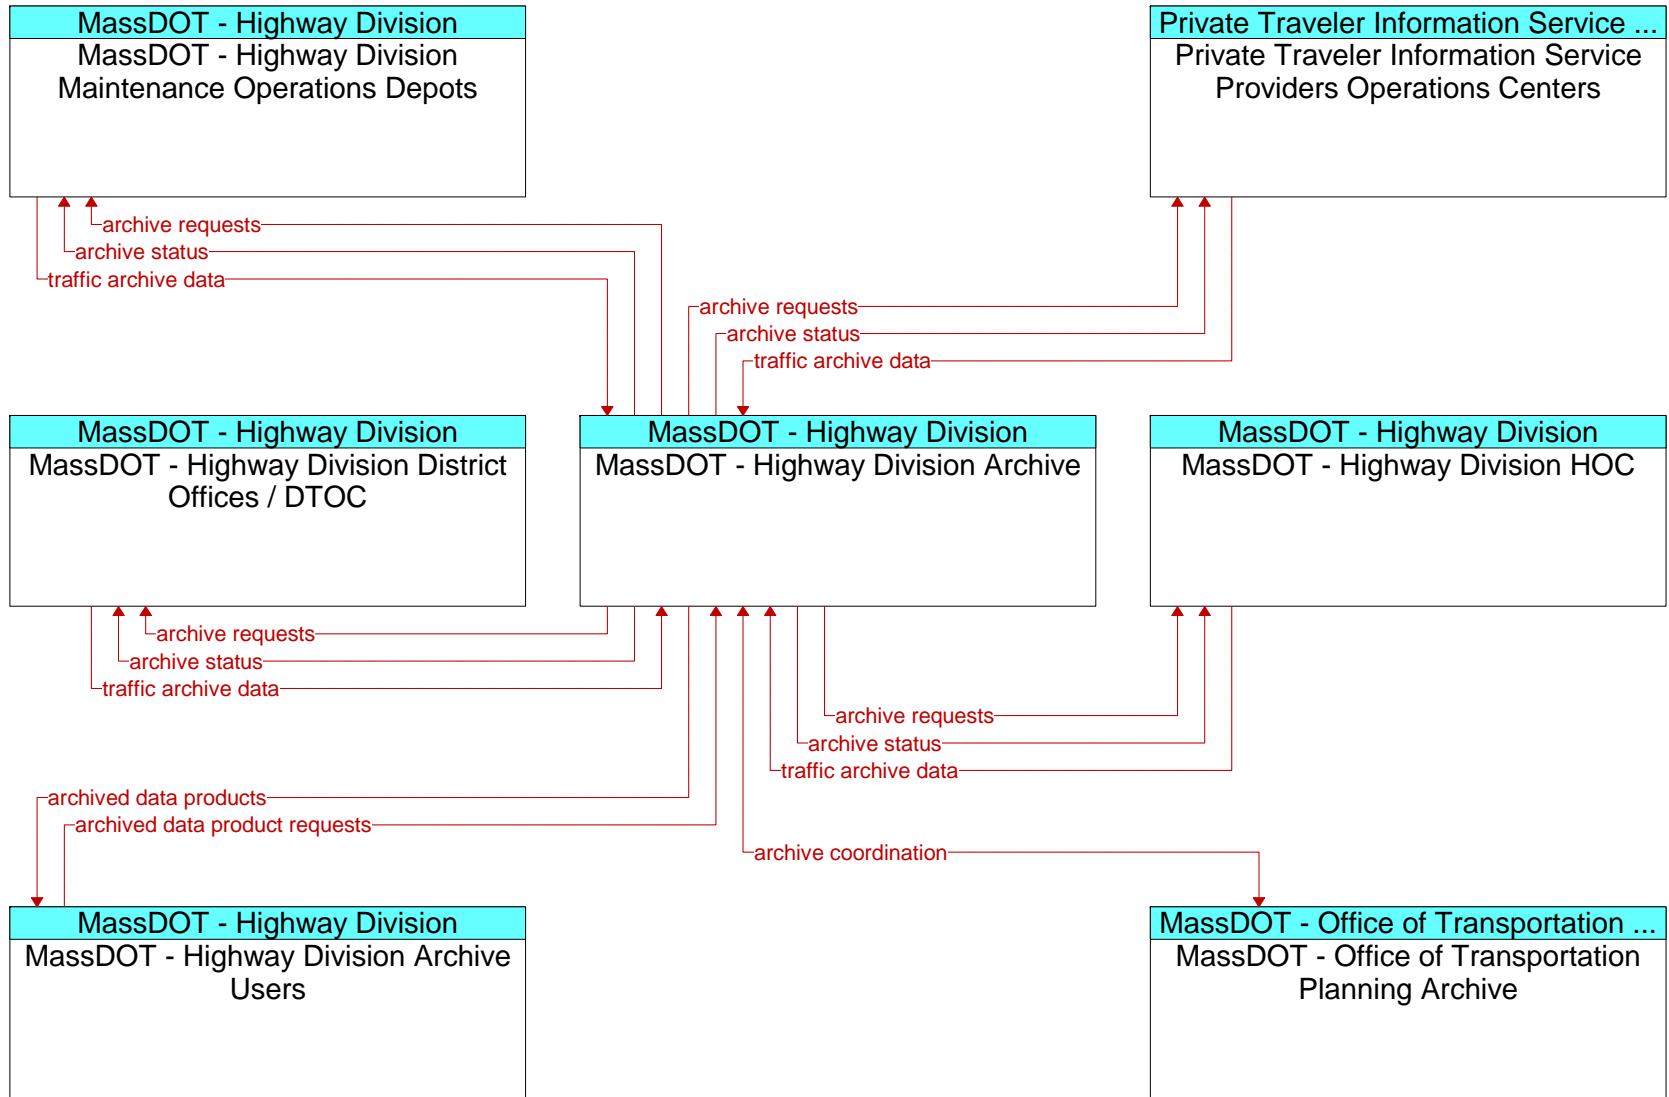 MassDOT - Highway Division
MassDOT - Highway Division
Maintenance Operations Depots
Private Traveler Information Service ...
Private Traveler Information Service
Providers Operations Centers
archive requests
archive status
traffic archive data
archive requests
archive status
traffic archive data
MassDOT - Highway Division
MassDOT - Highway Division District
Offices / DTOC
MassDOT - Highway Division
MassDOT - Highway Division Archive
MassDOT - Highway Division
MassDOT - Highway Division HOC
archive requests
archive status
traffic archive data
archive requests
archive status
traffic archive data
archived data products
archived data product requests
archive coordination
MassDOT - Highway Division
MassDOT - Highway Division Archive
Users
MassDOT - Office of Transportation ...
MassDOT - Office of Transportation
Planning Archive